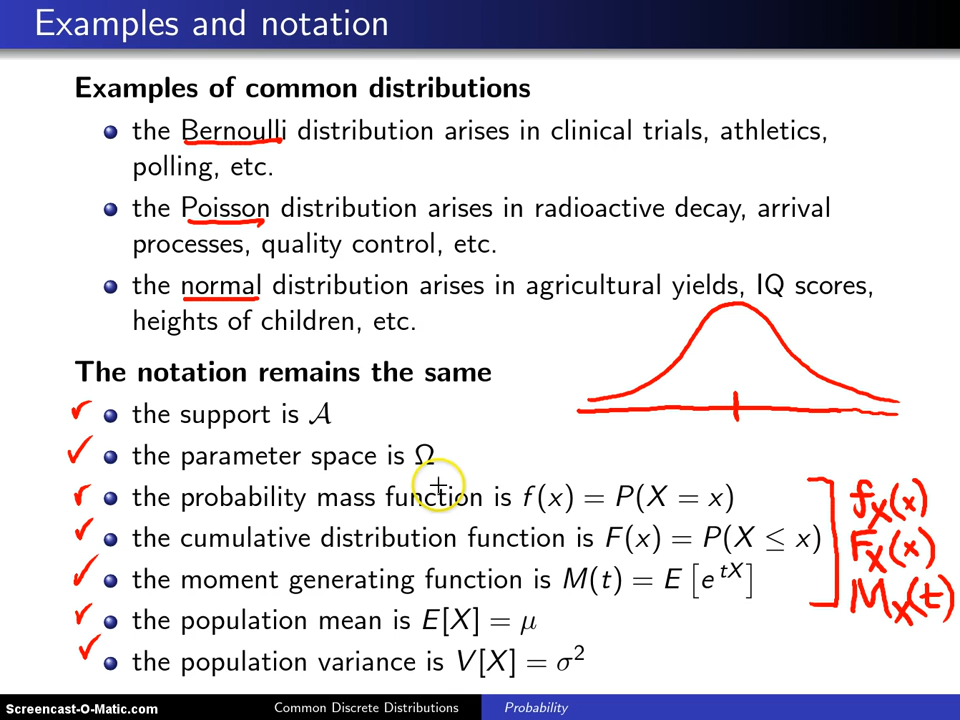 Examples and notation
Examples of common distributions
the Bernoulli distribution arises in clinical trials, athletics,
polling, etc.
the Poisson distribution arises in radioactive decay, arrival
processes, quality control, etc.
the normal distribution arises in agricultural yields, IQ scores,
heights of children, etc.
The notation remains the same
the support is 𝒜
the parameter space is Ω
the probability mass function is f(x) = P(X = x)
the cumulative distribution function is F(x) = P(X ≤ x)
the moment generating function is M(t) = E [e^{tX}]
the population mean is E[X] = μ
the population variance is V[X] = σ²
f_X(x)
F_X(x)
M_X(t)
Screencast-O-Matic.com
Common Discrete Distributions
Probability